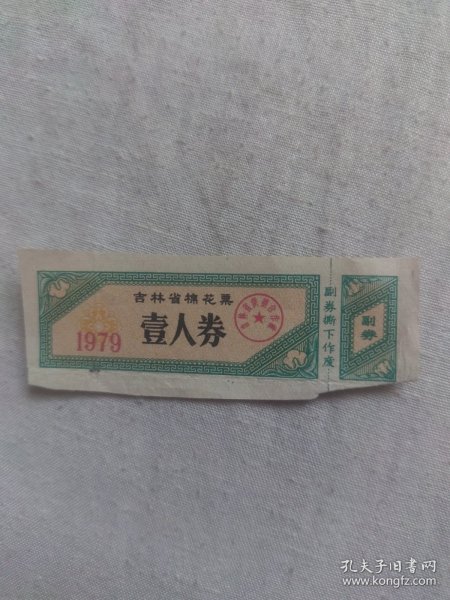 吉林省棉花票
壹人券
1979
副券撕下作废
副券
孔夫子旧书网
www.kongfz.com